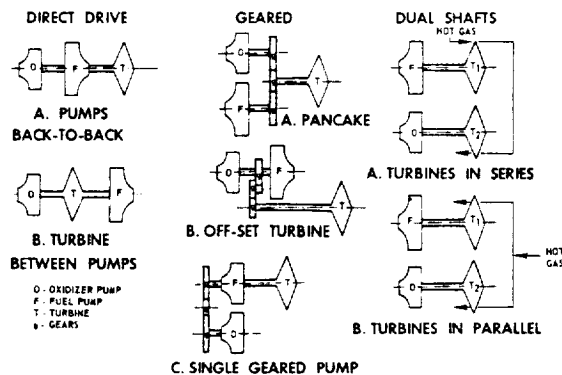 DIRECT DRIVE
O
F
T
A. PUMPS
BACK-TO-BACK
O
T
F
B. TURBINE
BETWEEN PUMPS
O - OXIDIZER PUMP
F - FUEL PUMP
T - TURBINE
- GEARS
GEARED
O
T
F
A. PANCAKE
O
F
T
B. OFF-SET TURBINE
F
T
O
C. SINGLE GEARED PUMP
DUAL SHAFTS
HOT GAS
F
T1
O
T2
A. TURBINES IN SERIES
F
T1
HOT
GAS
O
T2
B. TURBINES IN PARALLEL